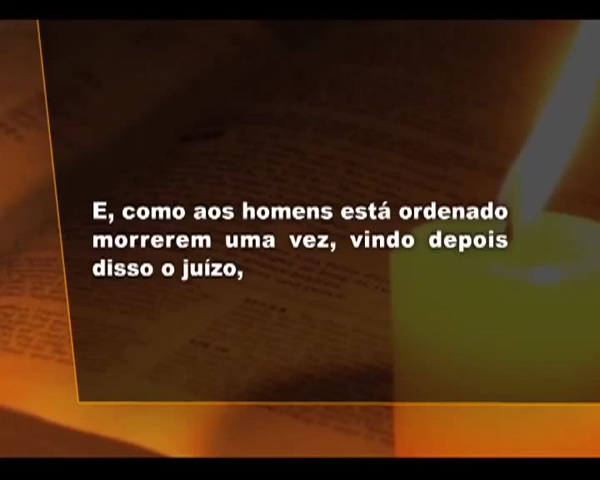 E, como aos homens está ordenado
morrerem uma vez, vindo depois
disso o juízo,